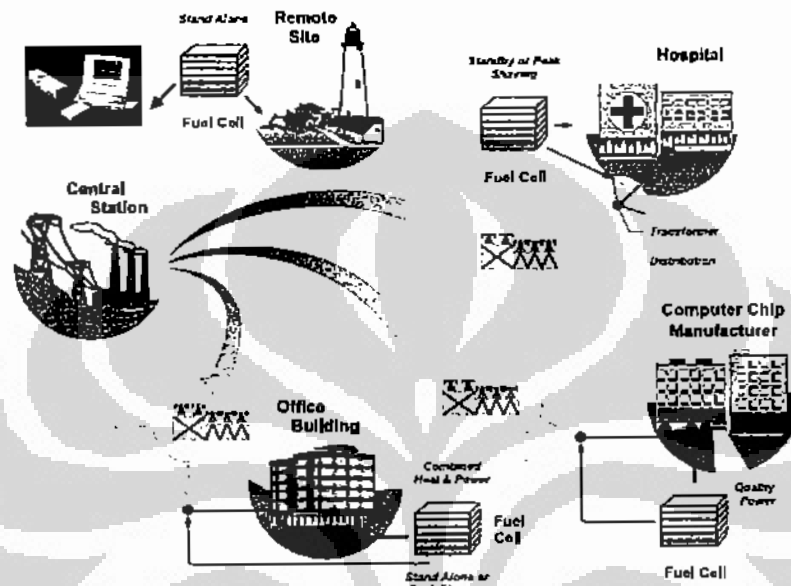 Stand Alone
Remote
Site
Fuel Cell
Standby or Peak
Shaving
Hospital
Fuel Cell
Central
Station
Transformer
Distribution
Computer Chip
Manufacturer
Office
Building
Combined
Heat & Power
Fuel
Cell
Quality
Power
Fuel Cell
Stand Alone or